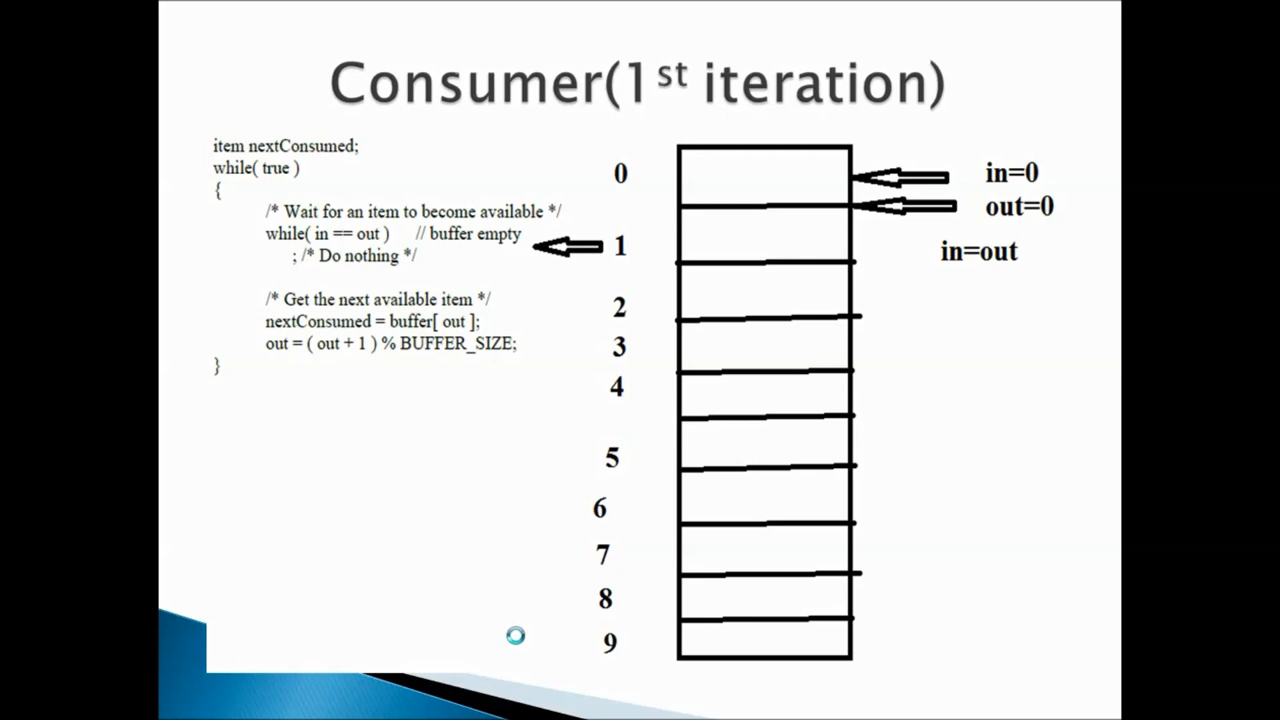 Consumer(1st iteration)
item nextConsumed;
while( true )
{
/* Wait for an item to become available */
while( in == out ) // buffer empty
; /* Do nothing */
/* Get the next available item */
nextConsumed = buffer[ out ];
out = ( out + 1 ) % BUFFER_SIZE;
}
0
1
2
3
4
5
6
7
8
9
in=0
out=0
in=out